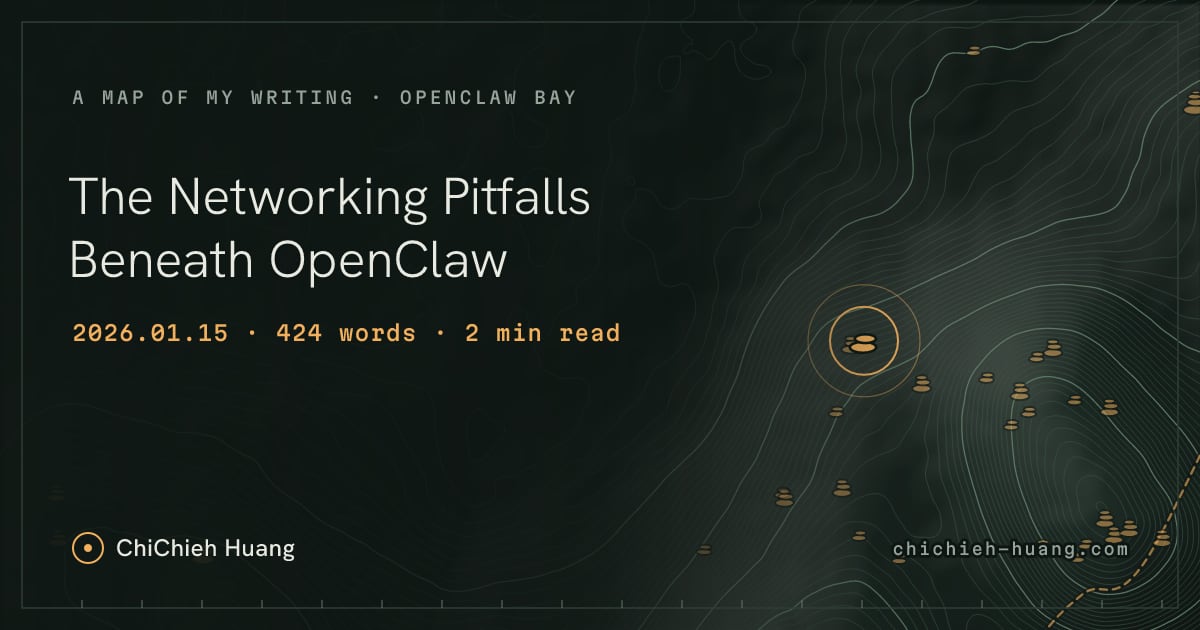 A MAP OF MY WRITING · OPENCLAW BAY
The Networking Pitfalls
Beneath OpenClaw
2026.01.15 · 424 words · 2 min read
ChiChieh Huang
chichieh-huang.com